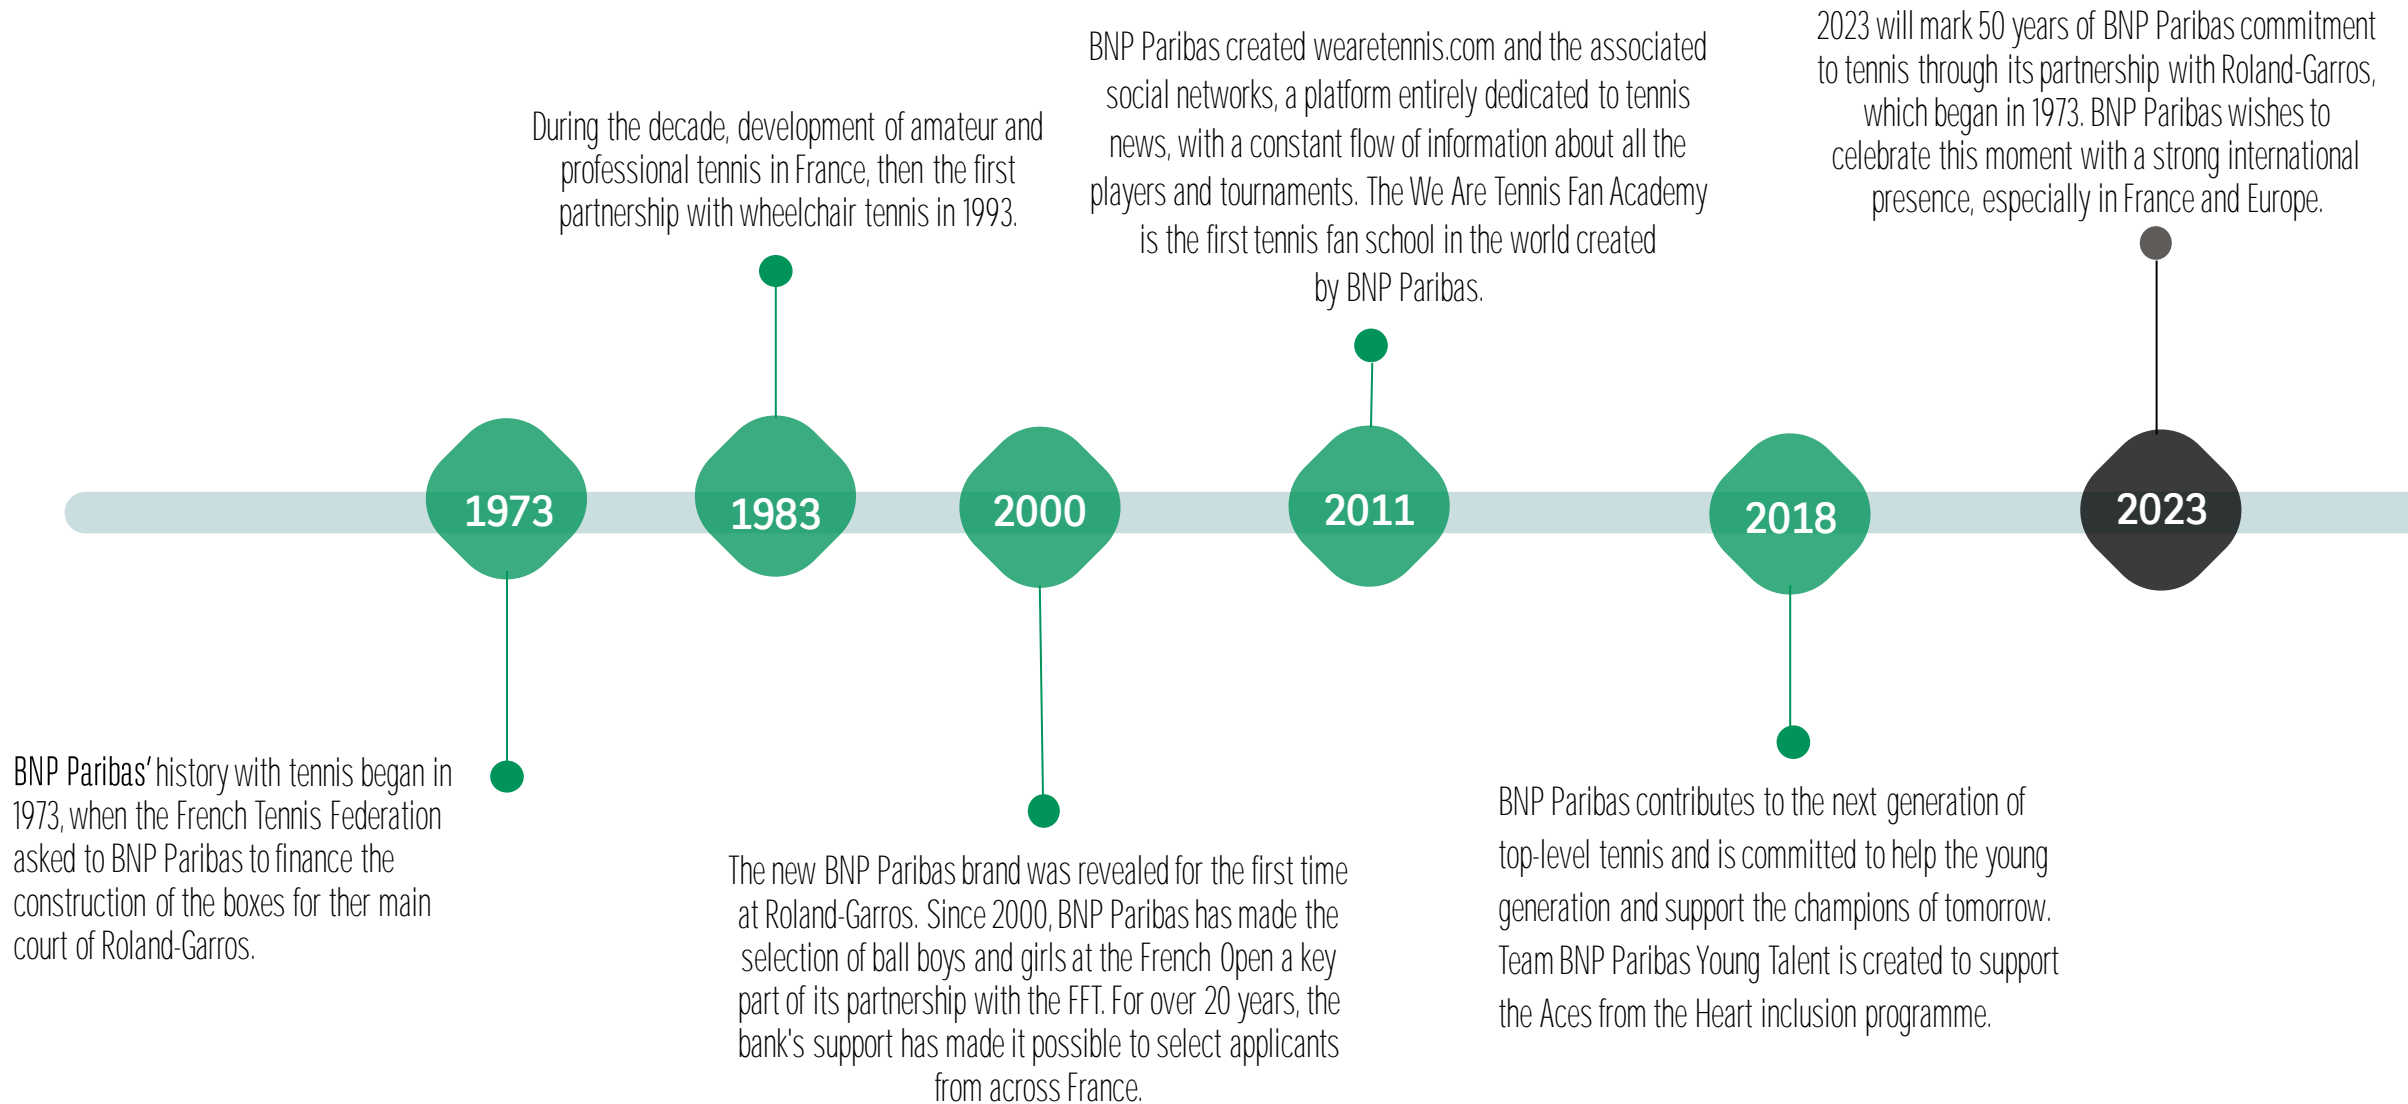 During the decade, development of amateur and
professional tennis in France, then the first
partnership with wheelchair tennis in 1993.
BNP Paribas created wearetennis.com and the associated
social networks, a platform entirely dedicated to tennis
news, with a constant flow of information about all the
players and tournaments. The We Are Tennis Fan Academy
is the first tennis fan school in the world created
by BNP Paribas.
2023 will mark 50 years of BNP Paribas commitment
to tennis through its partnership with Roland-Garros,
which began in 1973. BNP Paribas wishes to
celebrate this moment with a strong international
presence, especially in France and Europe.
1973
1983
2000
2011
2018
2023
BNP Paribas' history with tennis began in
1973, when the French Tennis Federation
asked to BNP Paribas to finance the
construction of the boxes for ther main
court of Roland-Garros.
The new BNP Paribas brand was revealed for the first time
at Roland-Garros. Since 2000, BNP Paribas has made the
selection of ball boys and girls at the French Open a key
part of its partnership with the FFT. For over 20 years, the
bank's support has made it possible to select applicants
from across France.
BNP Paribas contributes to the next generation of
top-level tennis and is committed to help the young
generation and support the champions of tomorrow.
Team BNP Paribas Young Talent is created to support
the Aces from the Heart inclusion programme.